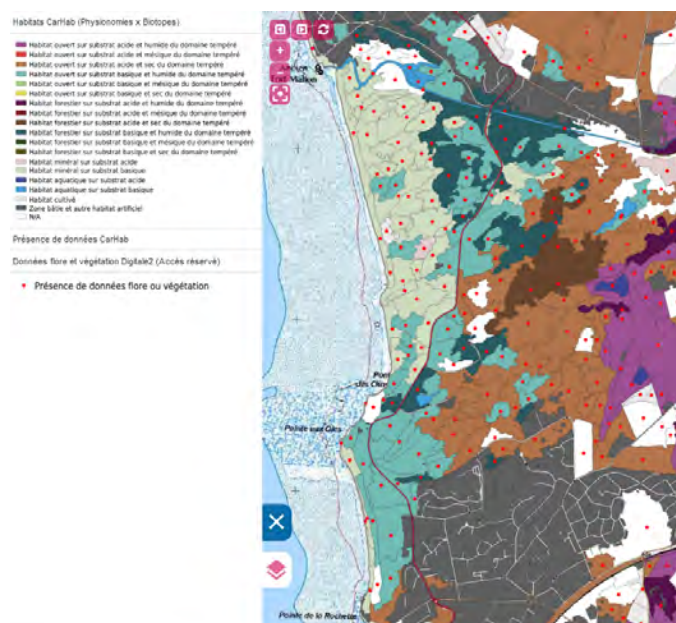 Habitats CarHab (Physionomies x Biotopes)
Habitat ouvert sur substrat acide et humide du domaine tempéré
Habitat ouvert sur substrat acide et mésique du domaine tempéré
Habitat ouvert sur substrat acide et sec du domaine tempéré
Habitat ouvert sur substrat basique et humide du domaine tempéré
Habitat ouvert sur substrat basique et mésique du domaine tempéré
Habitat ouvert sur substrat basique et sec du domaine tempéré
Habitat forestier sur substrat acide et humide du domaine tempéré
Habitat forestier sur substrat acide et mésique du domaine tempéré
Habitat forestier sur substrat acide et sec du domaine tempéré
Habitat forestier sur substrat basique et humide du domaine tempéré
Habitat forestier sur substrat basique et mésique du domaine tempéré
Habitat forestier sur substrat basique et sec du domaine tempéré
Habitat minéral sur substrat acide
Habitat minéral sur substrat basique
Habitat aquatique sur substrat acide
Habitat aquatique sur substrat basique
Habitat cultivé
Zone bâtie et autre habitat artificiel
N/A
Présence de données CarHab
Données flore et végétation Digitale2 (Accès réservé)
Présence de données flore ou végétation
Ancien
Fort Mahon
Pointe aux Oies
Pointe de la Rochette